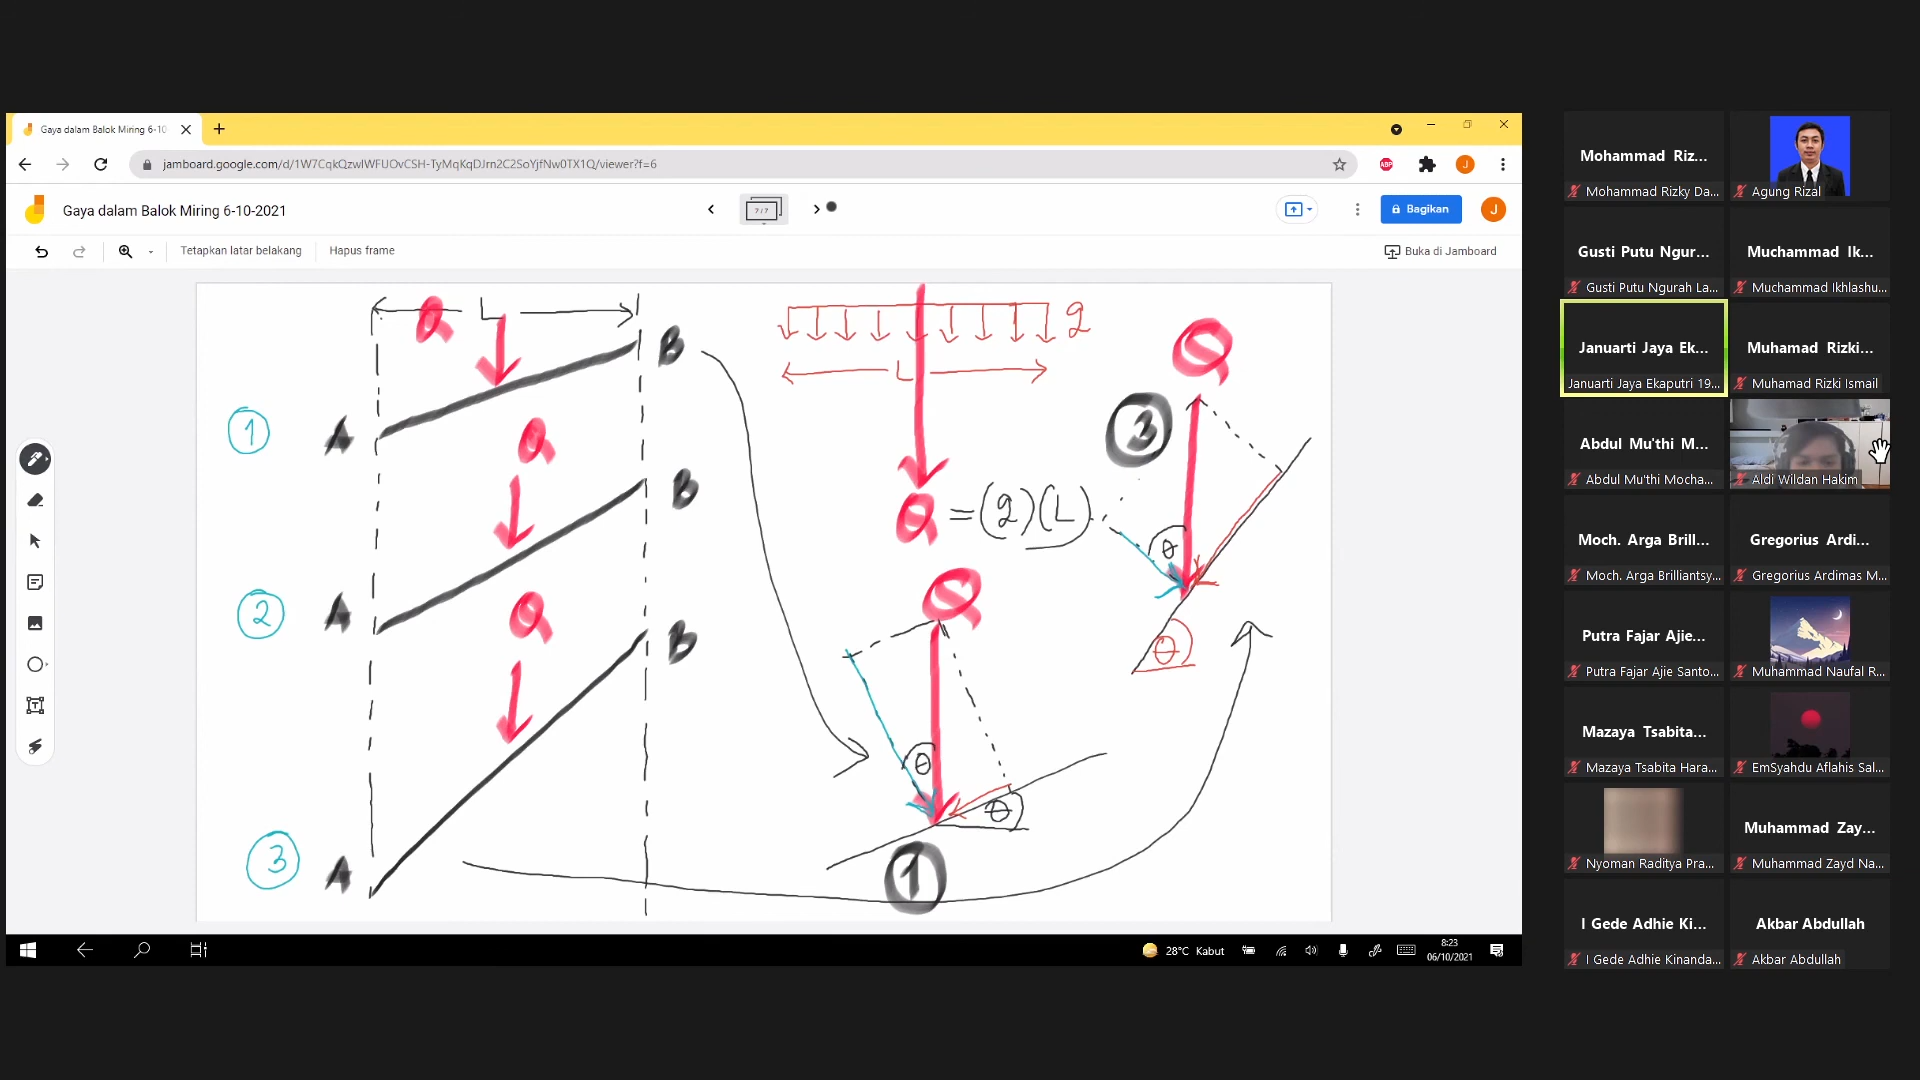 Gaya dalam Balok Miring 6-10
jamboard.google.com/d/1W7CqkQzwIWFUOvCSH-TyMqKqDJrn2C2SoYjfNw0TX1Q/viewer?f=6
ABP
J
Gaya dalam Balok Miring 6-10-2021
7 / 7
Bagikan
J
Tetapkan latar belakang
Hapus frame
Buka di Jamboard
L
Q
A
B
1
Q
A
B
2
Q
A
B
3
q
L
Q = (q)(L)
Q
θ
θ
1
3
Q
θ
θ
28°C Kabut
8:23
06/10/2021
Mohammad Riz...
Mohammad Rizky Da...
Agung Rizal
Gusti Putu Ngur...
Gusti Putu Ngurah La...
Muchammad Ik...
Muchammad Ikhlashu...
Januarti Jaya Ek...
Januarti Jaya Ekaputri 19...
Muhamad Rizki...
Muhamad Rizki Ismail
Abdul Mu'thi M...
Abdul Mu'thi Mocha...
Aldi Wildan Hakim
Moch. Arga Brill...
Moch. Arga Brilliantsy...
Gregorius Ardi...
Gregorius Ardimas M...
Putra Fajar Ajie...
Putra Fajar Ajie Santo...
Muhammad Naufal R...
Mazaya Tsabita...
Mazaya Tsabita Hara...
EmSyahdu Aflahis Sal...
Nyoman Raditya Pra...
Muhammad Zay...
Muhammad Zayd Na...
I Gede Adhie Ki...
I Gede Adhie Kinanda...
Akbar Abdullah
Akbar Abdullah